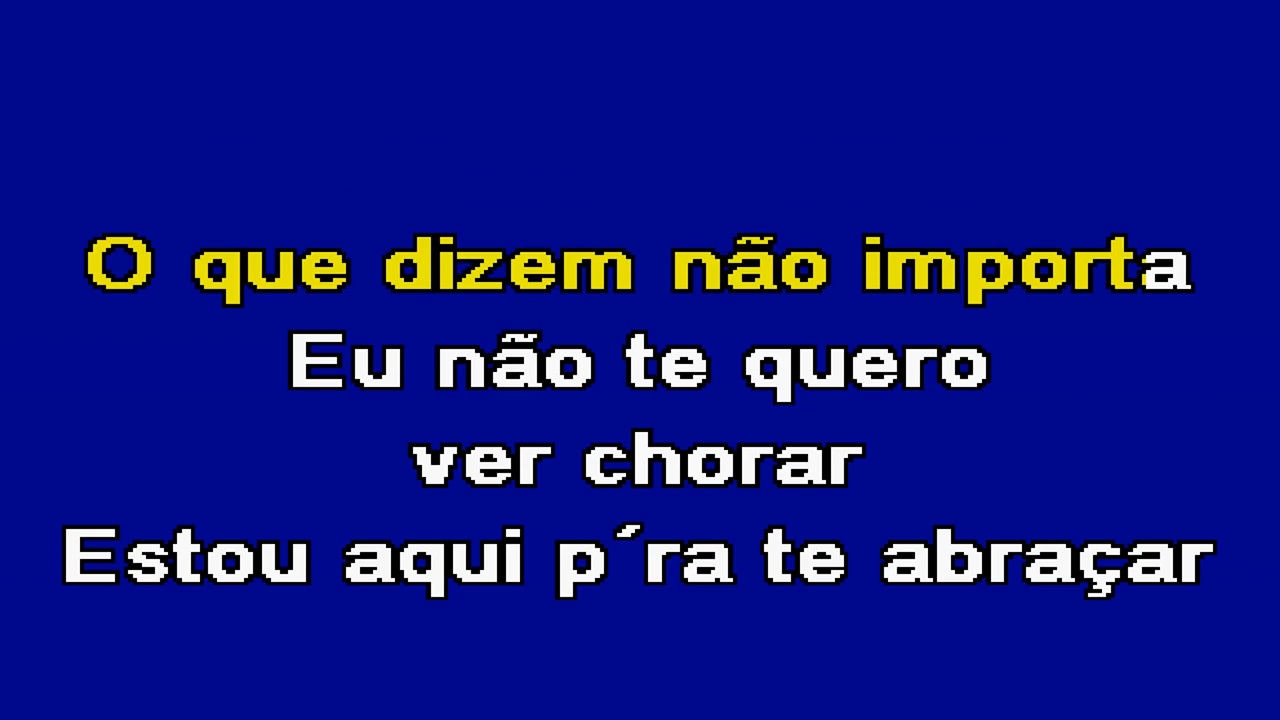 O que dizem não importa
Eu não te quero
ver chorar
Estou aqui p´ra te abraçar